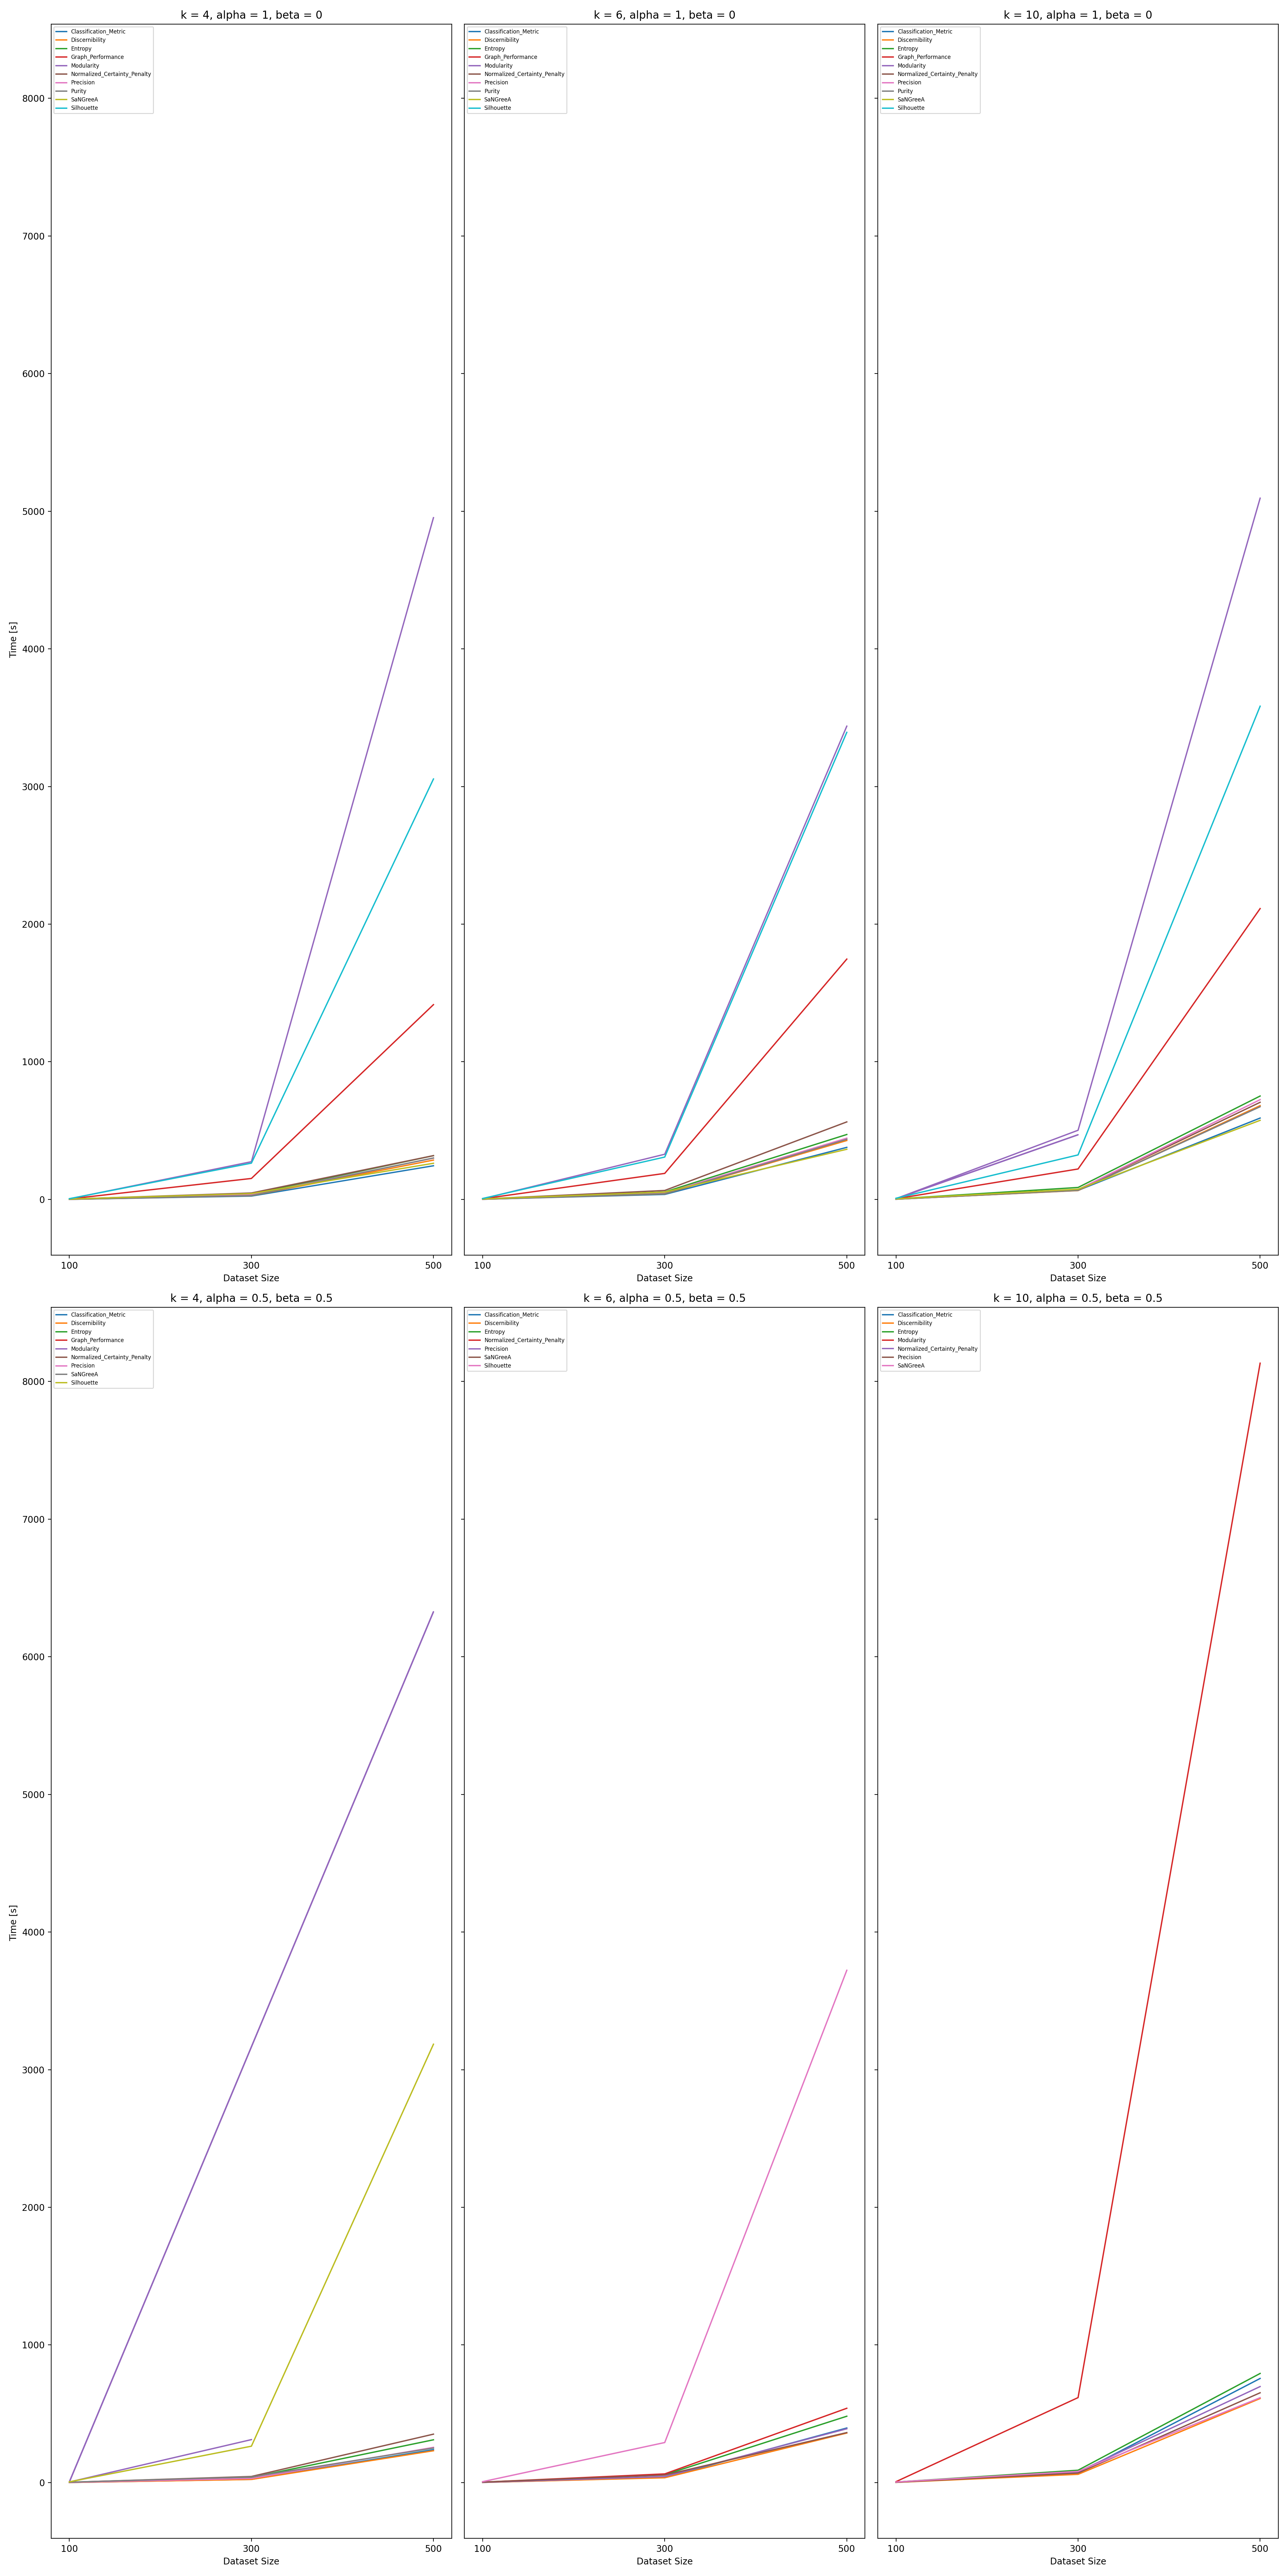 k = 4, alpha = 1, beta = 0
Classification_Metric
Discernibility
Entropy
Graph_Performance
Modularity
Normalized_Certainty_Penalty
Precision
Purity
SaNGreeA
Silhouette
8000
7000
6000
5000
4000
3000
2000
1000
0
Time [s]
100
300
500
Dataset Size
k = 6, alpha = 1, beta = 0
Classification_Metric
Discernibility
Entropy
Graph_Performance
Modularity
Normalized_Certainty_Penalty
Precision
Purity
SaNGreeA
Silhouette
100
300
500
Dataset Size
k = 10, alpha = 1, beta = 0
Classification_Metric
Discernibility
Entropy
Graph_Performance
Modularity
Normalized_Certainty_Penalty
Precision
Purity
SaNGreeA
Silhouette
100
300
500
Dataset Size
k = 4, alpha = 0.5, beta = 0.5
Classification_Metric
Discernibility
Entropy
Graph_Performance
Modularity
Normalized_Certainty_Penalty
Precision
SaNGreeA
Silhouette
8000
7000
6000
5000
4000
3000
2000
1000
0
Time [s]
100
300
500
Dataset Size
k = 6, alpha = 0.5, beta = 0.5
Classification_Metric
Discernibility
Entropy
Normalized_Certainty_Penalty
Precision
SaNGreeA
Silhouette
100
300
500
Dataset Size
k = 10, alpha = 0.5, beta = 0.5
Classification_Metric
Discernibility
Entropy
Modularity
Normalized_Certainty_Penalty
Precision
SaNGreeA
100
300
500
Dataset Size